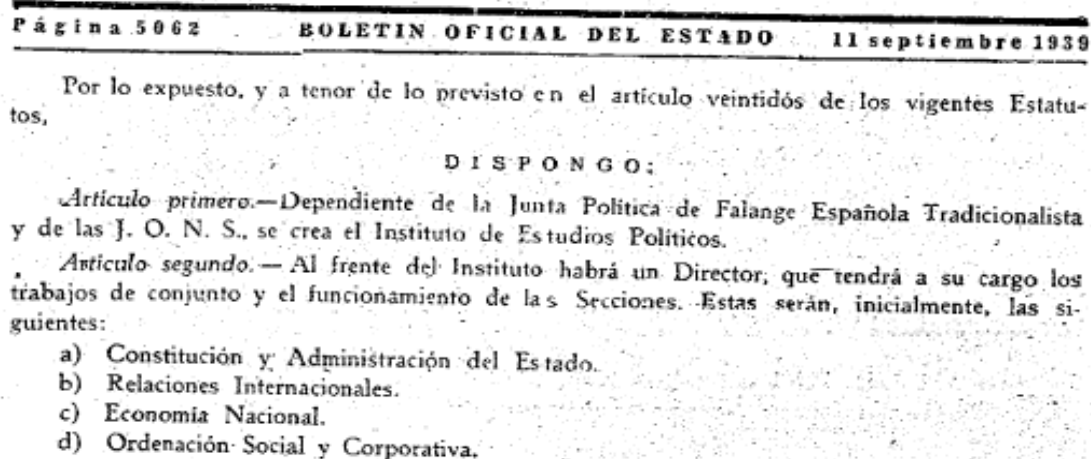 Página 5062 BOLETIN OFICIAL DEL ESTADO 11 septiembre 1939
Por lo expuesto, y a tenor de lo previsto en el artículo veintidós de los vigentes Estatu-
tos,
DISPONGO:
Artículo primero.—Dependiente de la Junta Política de Falange Española Tradicionalista
y de las J. O. N. S., se crea el Instituto de Estudios Políticos.
Artículo segundo.— Al frente del Instituto habrá un Director, que tendrá a su cargo los
trabajos de conjunto y el funcionamiento de las Secciones. Estas serán, inicialmente, las si-
guientes:
a) Constitución y Administración del Estado.
b) Relaciones Internacionales.
c) Economía Nacional.
d) Ordenación Social y Corporativa.